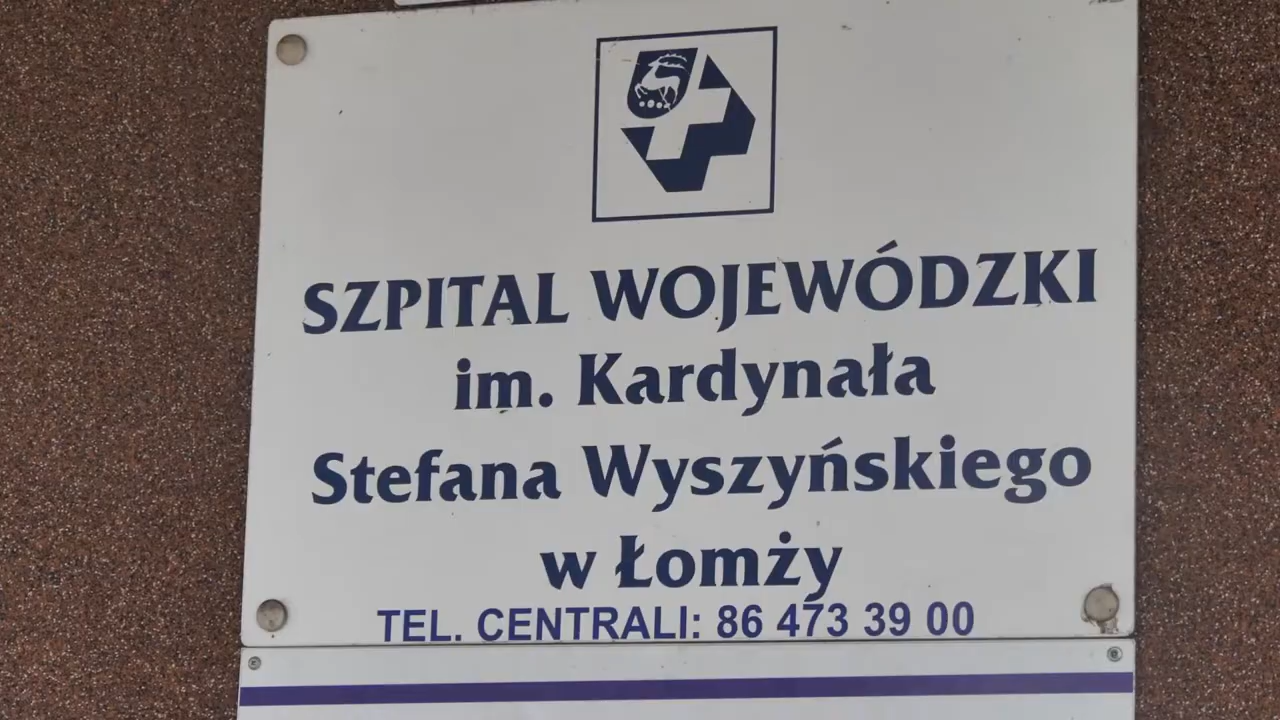 SZPITAL WOJEWÓDZKI
im. Kardynała
Stefana Wyszyńskiego
w Łomży
TEL. CENTRALI: 86 473 39 00